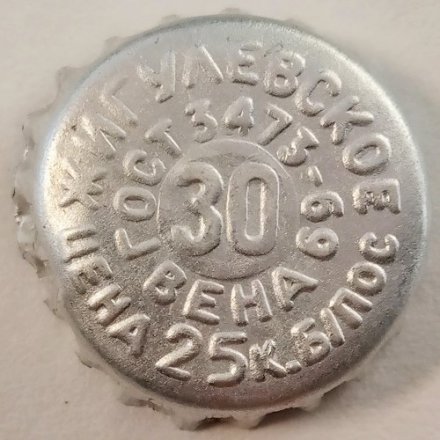 ЖИГУЛЕВСКОЕ
ГОСТ 3473-69
30
ВЕНА
ЦЕНА 25К. Б/ПОС